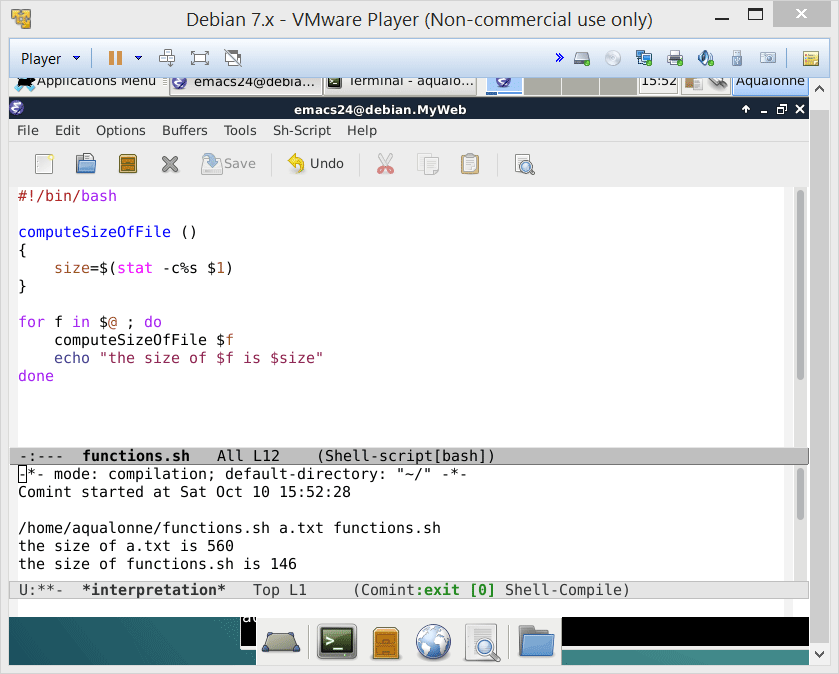 Debian 7.x - VMware Player (Non-commercial use only)
Player
Applications Menu emacs24@debia... Terminal - aqualo... 15:52 Aqualonne
emacs24@debian.MyWeb
File Edit Options Buffers Tools Sh-Script Help
Save Undo
#!/bin/bash
computeSizeOfFile ()
{
size=$(stat -c%s $1)
}
for f in $@ ; do
computeSizeOfFile $f
echo "the size of $f is $size"
done
-:--- functions.sh All L12 (Shell-script[bash])
-*- mode: compilation; default-directory: "~/" -*-
Comint started at Sat Oct 10 15:52:28
/home/aqualonne/functions.sh a.txt functions.sh
the size of a.txt is 560
the size of functions.sh is 146
U:**- *interpretation* Top L1 (Comint:exit [0] Shell-Compile)